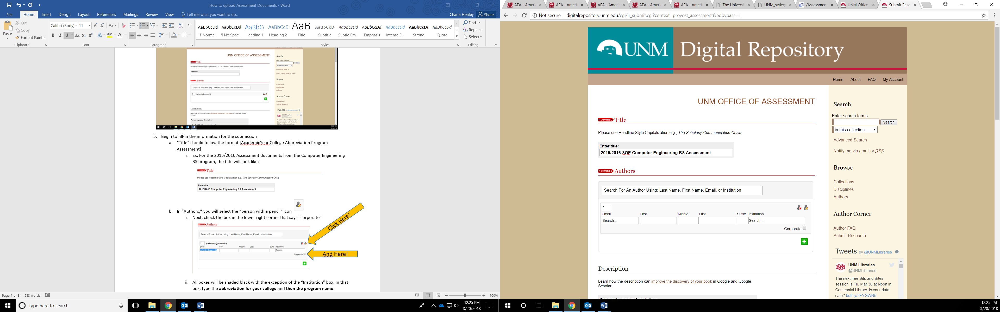 How to upload Assessment Documents - Word
File Home Insert Design Layout References Mailings Review View Tell me what you want to do... Charla Henley Share
Paste
Cut
Copy
Format Painter
Calibri (Body) 11
AaBbCcDd AaBbCcDd AaBbC AaBbCcD AaB AaBbCcD AaBbCcDd AaBbCcDd AaBbCcDd AaBbCcDc AaBbCcDd
¶ Normal ¶ No Spac... Heading 1 Heading 2 Title Subtitle Subtle Em... Emphasis Intense E... Strong Quote
Find
Replace
Select
Clipboard Font Paragraph Styles Editing
UNM OFFICE OF ASSESSMENT
REQUIRED Title
Please use Headline Style Capitalization e.g., The Scholarly Communication Crisis
Enter title:
REQUIRED Authors
Search For An Author Using: Last Name, First Name, Email, or Institution
1 (cehenley@unm.edu)
Description
Learn how the description can improve the discovery of your book in Google and Google
Scholar.
Paste or type your description:
Search
Enter search terms:
Search
in this collection
Advanced Search
Notify me via email or RSS
Browse
Collections
Disciplines
Authors
Author Corner
Author FAQ
Submit Research
Tweets by @UNMLibraries
UNM Libraries
5. Begin to fill-in the information for the submission
a. “Title” should follow the format [AcademicYear College Abbreviation Program
Assessment]
i. Ex. For the 2015/2016 Assessment documents from the Computer Engineering
BS program, the title will look like:
REQUIRED Title
Please use Headline Style Capitalization e.g., The Scholarly Communication Crisis
Enter title:
2015/2016 Computer Engineering BS Assessment
b. In “Authors,” you will select the “person with a pencil” icon
i. Next, check the box in the lower right corner that says “corporate”
REQUIRED Authors
Search For An Author Using: Last Name, First Name, Email, or Institution
1 (cehenley@unm.edu)
Email First Middle Last Suffix Institution
cehenley@unm.edu Search...
Corporate
Click Here!
And Here!
ii. All boxes will be shaded black with the exception of the “Institution” box. In that
box, type the abbreviation for your college and then the program name:
Page 1 of 8 583 words 100%
Type here to search
12:25 PM
3/20/2018
AEA - Ameri AEA - Ameri AEA - Ameri AEA - Ameri AEA - Ameri The Universi UNM_styleg /Assessment UNM Office Submit Rese
Not secure digitalrepository.unm.edu/cgi/ir_submit.cgi?context=provost_assessment&edbypass=1
UNM Digital Repository
Home About FAQ My Account
UNM OFFICE OF ASSESSMENT
REQUIRED Title
Please use Headline Style Capitalization e.g., The Scholarly Communication Crisis
Enter title:
2015/2016 SOE Computer Engineering BS Assessment
REQUIRED Authors
Search For An Author Using: Last Name, First Name, Email, or Institution
1
Email First Middle Last Suffix Institution
Search... Search...
Corporate
Description
Learn how the description can improve the discovery of your book in Google and Google
Scholar.
Search
Enter search terms:
Search
in this collection
Advanced Search
Notify me via email or RSS
Browse
Collections
Disciplines
Authors
Author Corner
Author FAQ
Submit Research
Tweets by @UNMLibraries
UNM Libraries
@UNMLibraries
The next free Bits and Bites
session is Fri. Mar 30 at Noon in
Centennial Library. Is your data
safe? buff.ly/2FYGWN5
12:25 PM
3/20/2018